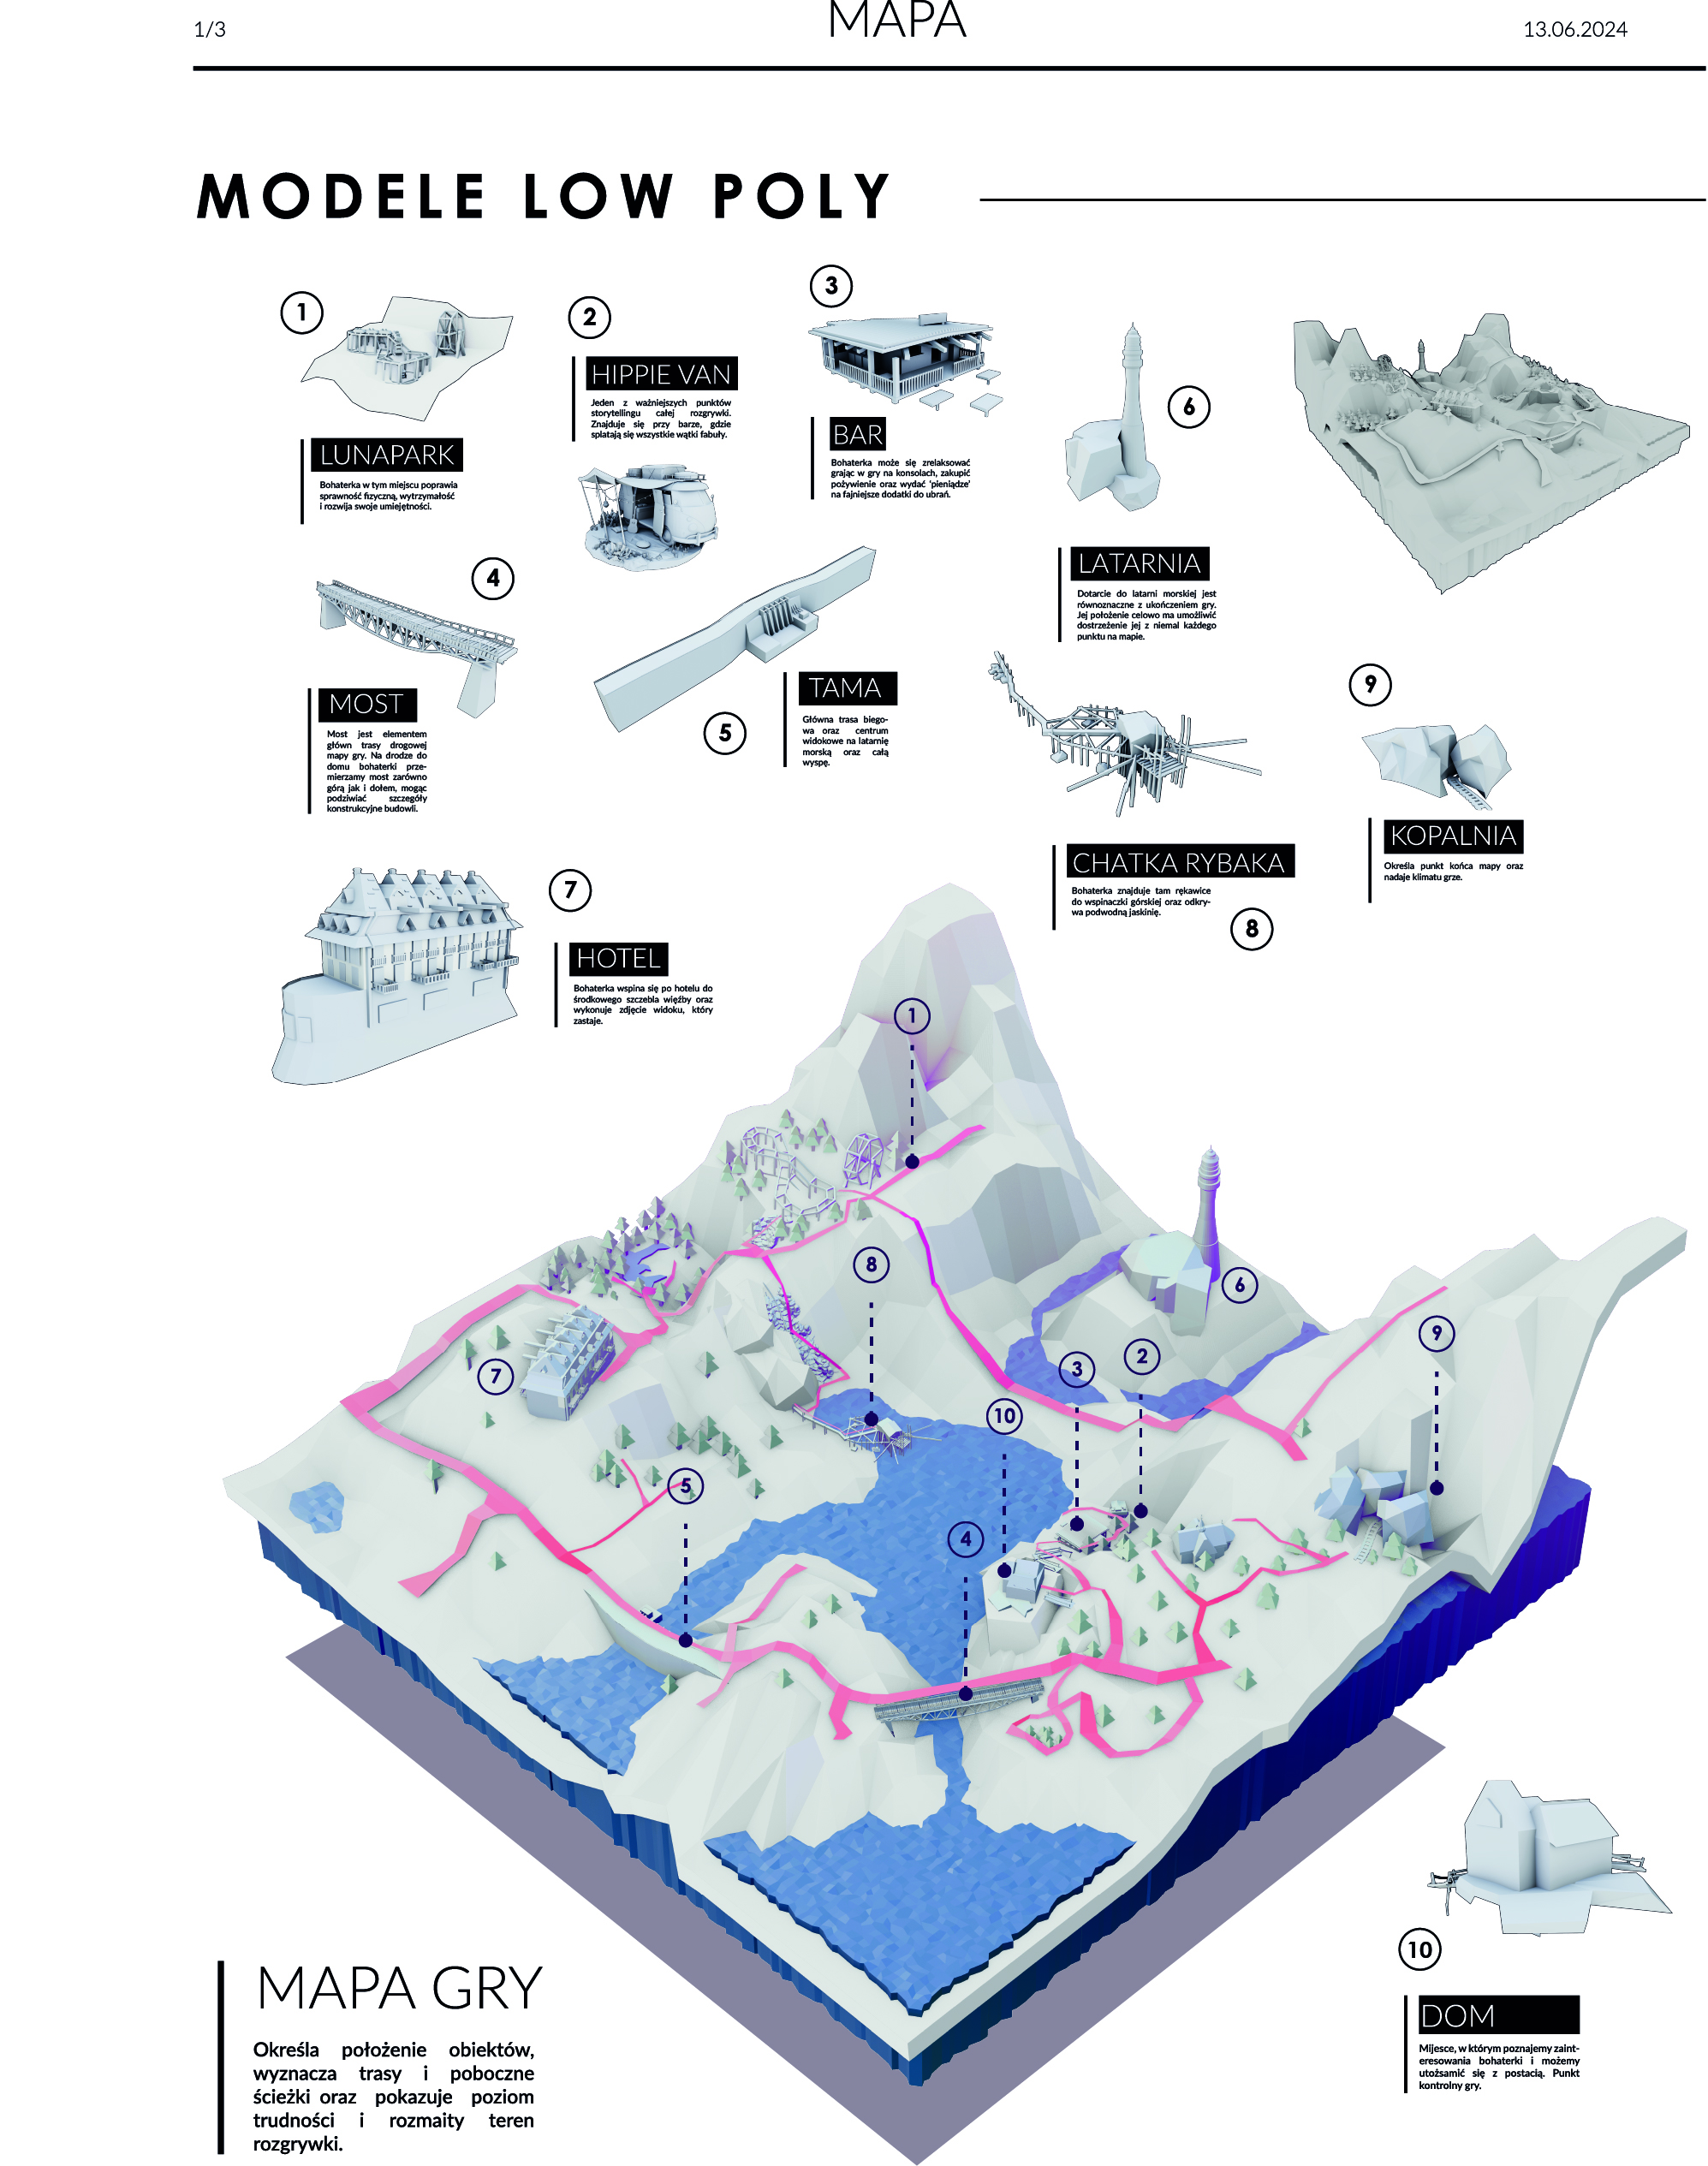 1/3
MAPA
13.06.2024
MODELE LOW POLY
1
LUNAPARK
Bohaterka w tym miejscu poprawia
sprawność fizyczną, wytrzymałość
i rozwija swoje umiejętności.
2
HIPPIE VAN
Jeden z ważniejszych punktów
storytellingu całej rozgrywki.
Znajduje się przy barze, gdzie
splatają się wszystkie wątki fabuły.
3
BAR
Bohaterka może się zrelaksować
grając w gry na konsolach, zakupić
pożywienie oraz wydać 'pieniądze'
na fajniejsze dodatki do ubrań.
6
LATARNIA
Dotarcie do latarni morskiej jest
równoznaczne z ukończeniem gry.
Jej położenie celowo ma umożliwić
dostrzeżenie jej z niemal każdego
punktu na mapie.
4
MOST
Most jest elementem
główn trasy drogowej
mapy gry. Na drodze do
domu bohaterki prze-
mierzamy most zarówno
górą jak i dołem, mogąc
podziwiać szczegóły
konstrukcyjne budowli.
5
TAMA
Główna trasa biego-
wa oraz centrum
widokowe na latarnię
morską oraz całą
wyspę.
9
KOPALNIA
Określa punkt końca mapy oraz
nadaje klimatu grze.
CHATKA RYBAKA
Bohaterka znajduje tam rękawice
do wspinaczki górskiej oraz odkry-
wa podwodną jaskinię.
8
7
HOTEL
Bohaterka wspina się po hotelu do
środkowego szczebla więźby oraz
wykonuje zdjęcie widoku, który
zastaje.
1
8
6
9
2
3
7
10
5
4
10
DOM
Mijesce, w którym poznajemy zaint-
eresowania bohaterki i możemy
utożsamić się z postacią. Punkt
kontrolny gry.
MAPA GRY
Określa położenie obiektów,
wyznacza trasy i poboczne
ścieżki oraz pokazuje poziom
trudności i rozmaity teren
rozgrywki.